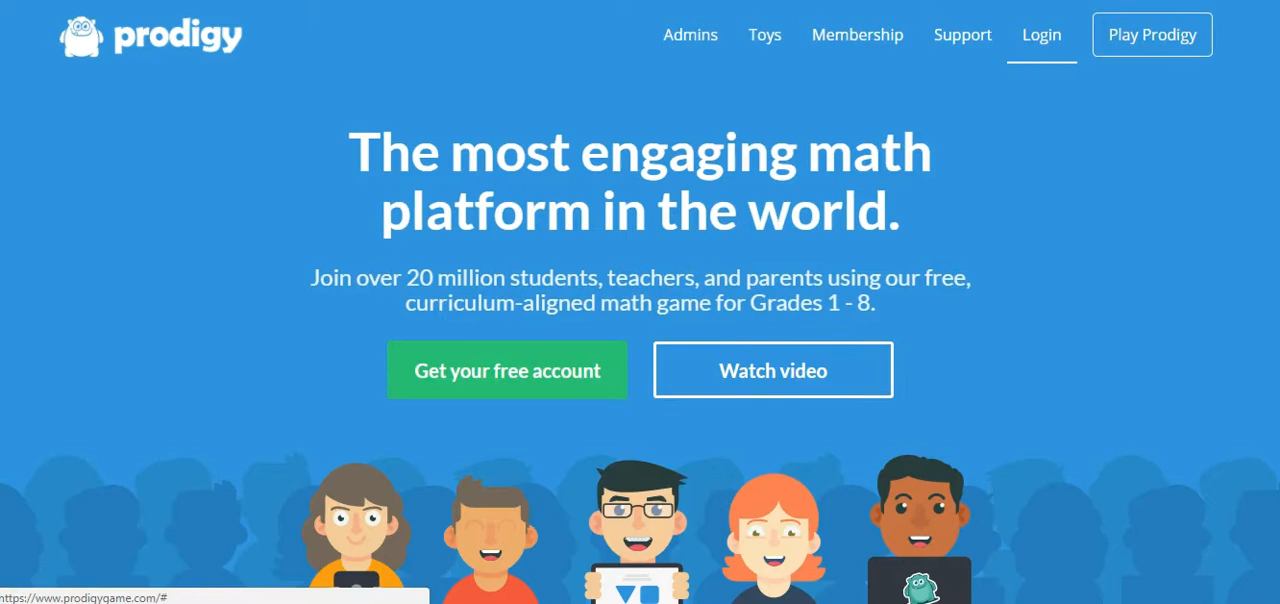 prodigy
Admins Toys Membership Support Login Play Prodigy
The most engaging math
platform in the world.
Join over 20 million students, teachers, and parents using our free,
curriculum-aligned math game for Grades 1 - 8.
Get your free account Watch video
https://www.prodigygame.com/#